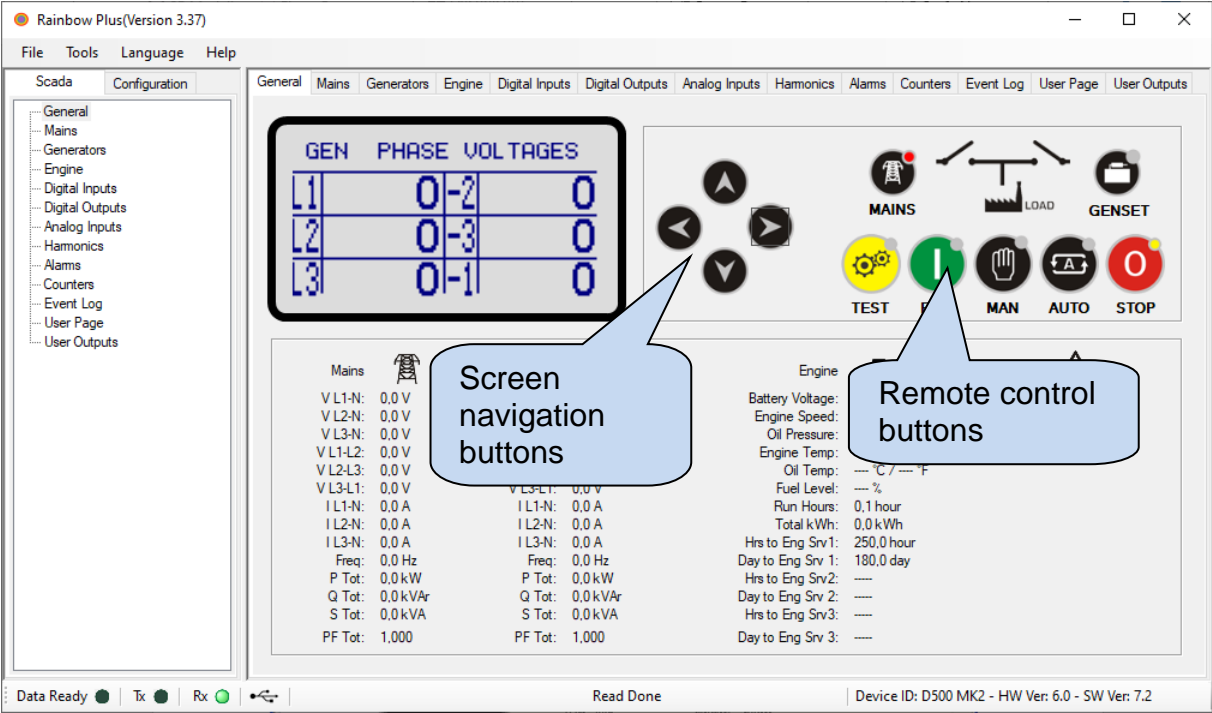 Rainbow Plus(Version 3.37)
File Tools Language Help
Scada Configuration
General
Mains
Generators
Engine
Digital Inputs
Digital Outputs
Analog Inputs
Harmonics
Alarms
Counters
Event Log
User Page
User Outputs
General Mains Generators Engine Digital Inputs Digital Outputs Analog Inputs Harmonics Alarms Counters Event Log User Page User Outputs
GEN PHASE VOLTAGES
L1 0 -2 0
L2 0 -3 0
L3 0 -1 0
MAINS LOAD GENSET
TEST MAN AUTO STOP
Screen
navigation
buttons
Remote control
buttons
Mains
V L1-N: 0,0 V
V L2-N: 0,0 V
V L3-N: 0,0 V
V L1-L2: 0,0 V
V L2-L3: 0,0 V
V L3-L1: 0,0 V
I L1-N: 0,0 A
I L2-N: 0,0 A
I L3-N: 0,0 A
Freq: 0,0 Hz
P Tot: 0,0 kW
Q Tot: 0,0 kVAr
S Tot: 0,0 kVA
PF Tot: 1,000
V L3-L1: 0,0 V
I L1-N: 0,0 A
I L2-N: 0,0 A
I L3-N: 0,0 A
Freq: 0,0 Hz
P Tot: 0,0 kW
Q Tot: 0,0 kVAr
S Tot: 0,0 kVA
PF Tot: 1,000
Engine
Battery Voltage:
Engine Speed:
Oil Pressure:
Engine Temp:
Oil Temp: ---- °C / ---- °F
Fuel Level: ---- %
Run Hours: 0,1 hour
Total kWh: 0,0 kWh
Hrs to Eng Srv1: 250,0 hour
Day to Eng Srv 1: 180,0 day
Hrs to Eng Srv2: -----
Day to Eng Srv 2: -----
Hrs to Eng Srv3: -----
Day to Eng Srv 3: -----
Data Ready Tx Rx Read Done Device ID: D500 MK2 - HW Ver: 6.0 - SW Ver: 7.2